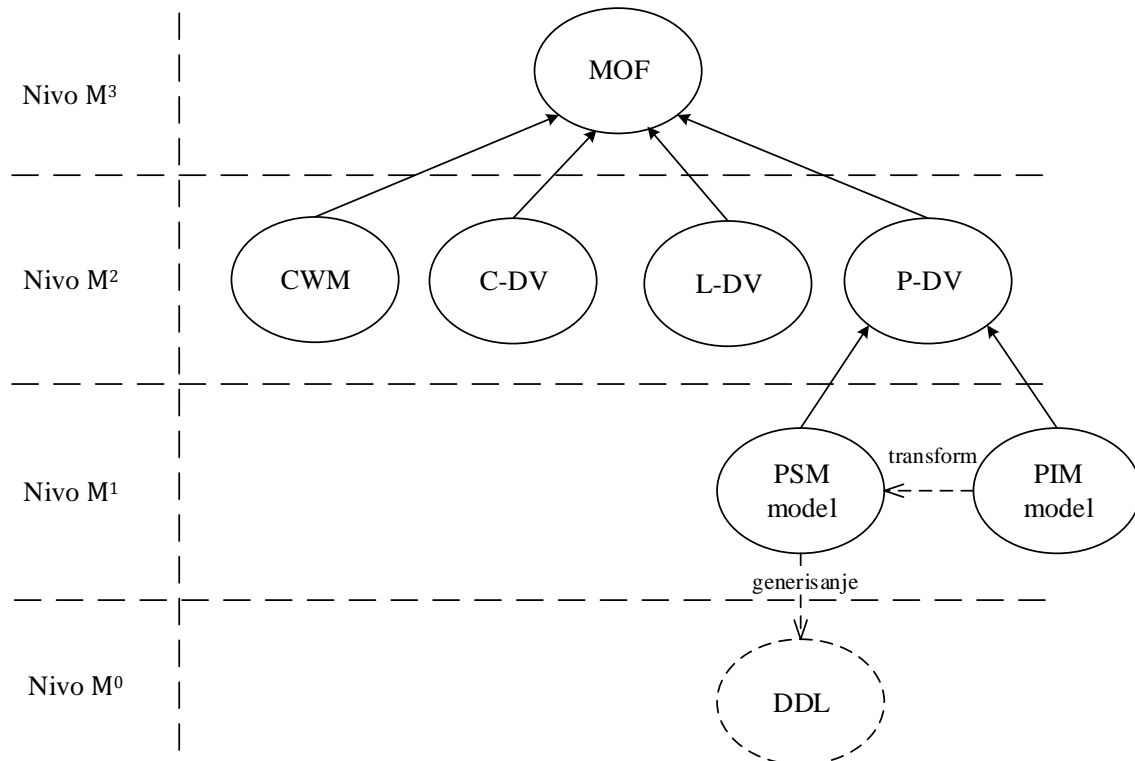 MOF
Nivo M³
Nivo M²
CWM
C-DV
L-DV
P-DV
Nivo M¹
PSM
model
transform
PIM
model
generisanje
Nivo M⁰
DDL